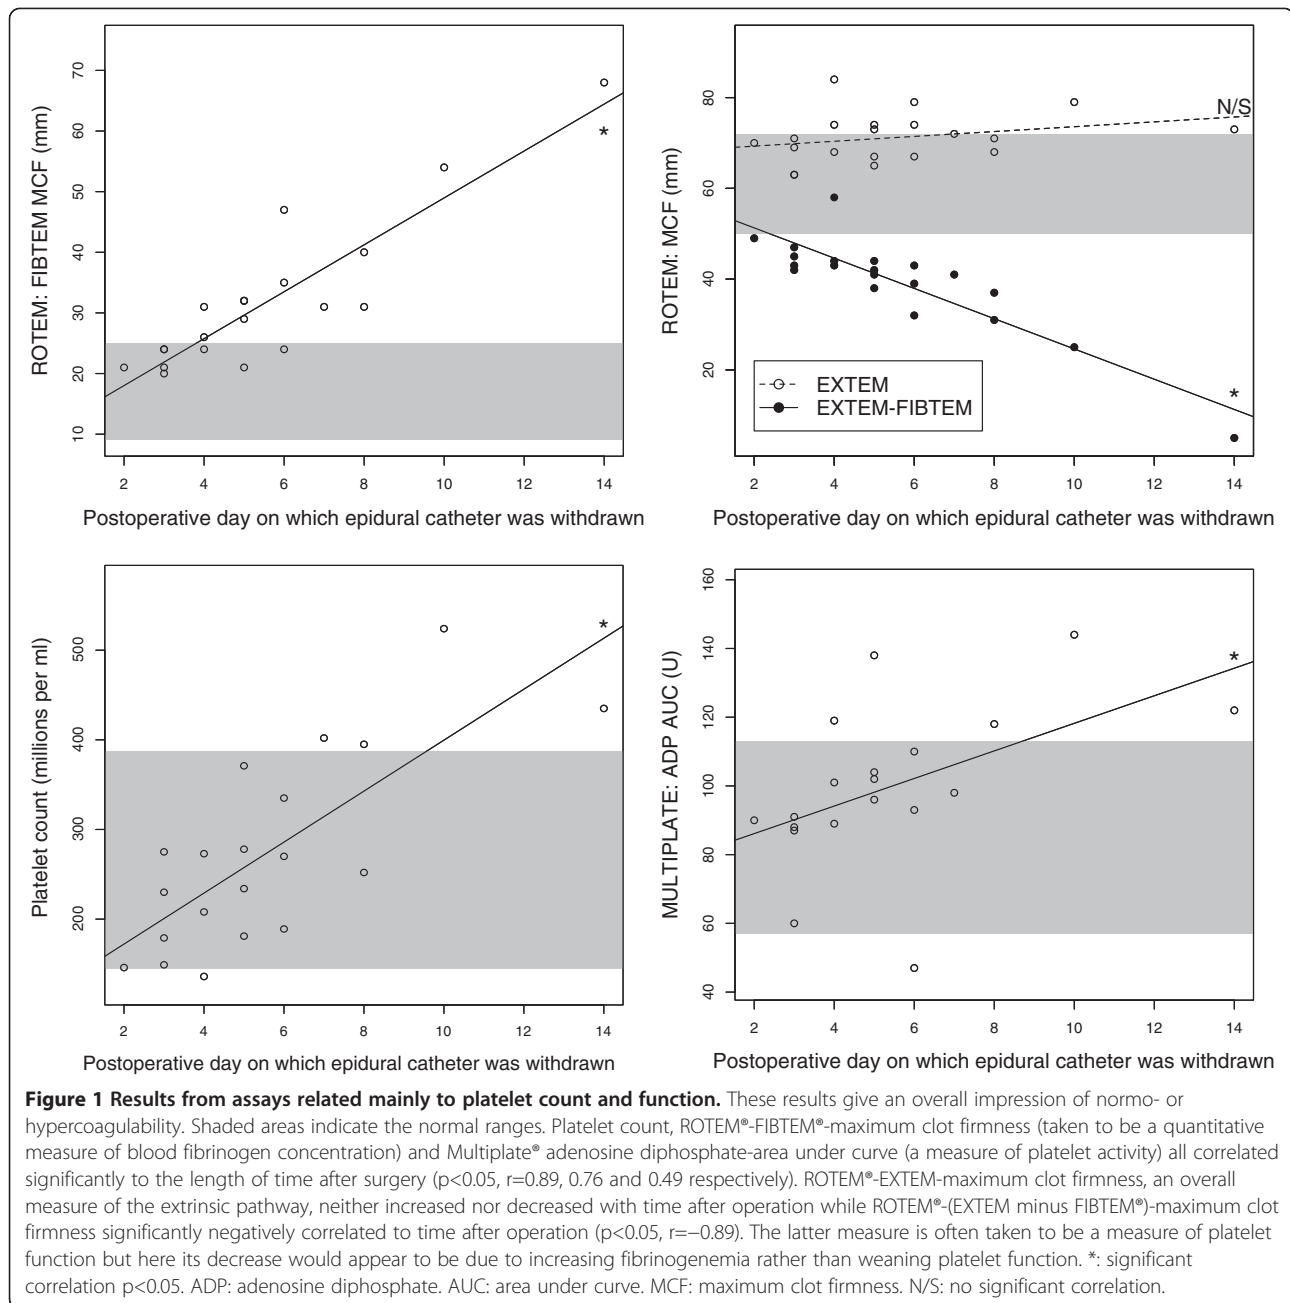 ROTEM: FIBTEM MCF (mm)
70
60
50
40
30
20
10
*
2 4 6 8 10 12 14
Postoperative day on which epidural catheter was withdrawn
ROTEM: MCF (mm)
80
60
40
20
N/S
*
EXTEM
EXTEM-FIBTEM
2 4 6 8 10 12 14
Postoperative day on which epidural catheter was withdrawn
Platelet count (millions per ml)
500
400
300
200
*
2 4 6 8 10 12 14
Postoperative day on which epidural catheter was withdrawn
MULTIPLATE: ADP AUC (U)
160
140
120
100
80
60
40
*
2 4 6 8 10 12 14
Postoperative day on which epidural catheter was withdrawn
Figure 1 Results from assays related mainly to platelet count and function. These results give an overall impression of normo- or
hypercoagulability. Shaded areas indicate the normal ranges. Platelet count, ROTEM®-FIBTEM®-maximum clot firmness (taken to be a quantitative
measure of blood fibrinogen concentration) and Multiplate® adenosine diphosphate-area under curve (a measure of platelet activity) all correlated
significantly to the length of time after surgery (p<0.05, r=0.89, 0.76 and 0.49 respectively). ROTEM®-EXTEM-maximum clot firmness, an overall
measure of the extrinsic pathway, neither increased nor decreased with time after operation while ROTEM®-(EXTEM minus FIBTEM®)-maximum clot
firmness significantly negatively correlated to time after operation (p<0.05, r=−0.89). The latter measure is often taken to be a measure of platelet
function but here its decrease would appear to be due to increasing fibrinogenemia rather than weaning platelet function. *: significant
correlation p<0.05. ADP: adenosine diphosphate. AUC: area under curve. MCF: maximum clot firmness. N/S: no significant correlation.